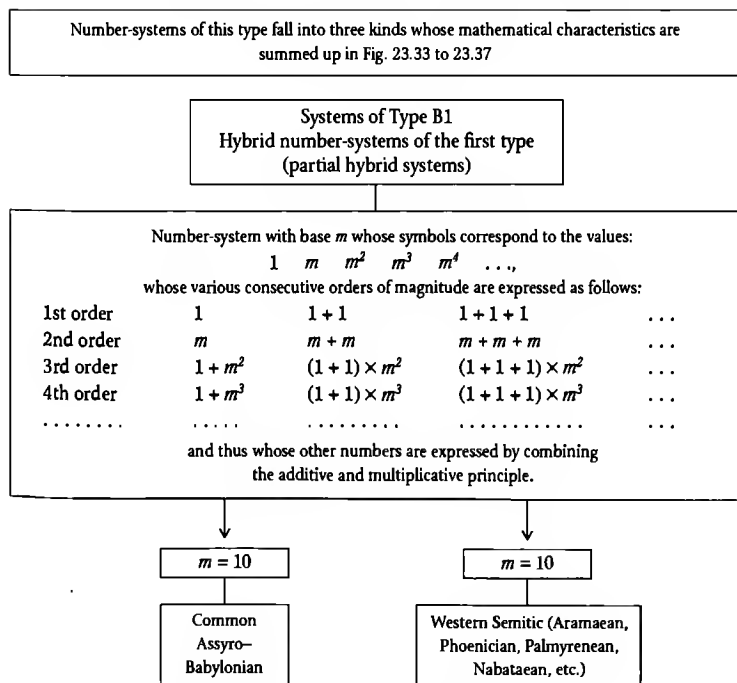 Number-systems of this type fall into three kinds whose mathematical characteristics are
summed up in Fig. 23.33 to 23.37
Systems of Type B1
Hybrid number-systems of the first type
(partial hybrid systems)
Number-system with base m whose symbols correspond to the values:
1 m m² m³ m⁴ . . .,
whose various consecutive orders of magnitude are expressed as follows:
1st order 1 1 + 1 1 + 1 + 1 . . .
2nd order m m + m m + m + m . . .
3rd order 1 + m² (1 + 1) × m² (1 + 1 + 1) × m² . . .
4th order 1 + m³ (1 + 1) × m³ (1 + 1 + 1) × m³ . . .
. . . . . . . . . . . . . . . . . . . . . . . . . . . . . . . . . . . . . .
and thus whose other numbers are expressed by combining
the additive and multiplicative principle.
m = 10
Common
Assyro–
Babylonian
m = 10
Western Semitic (Aramaean,
Phoenician, Palmyrenean,
Nabataean, etc.)